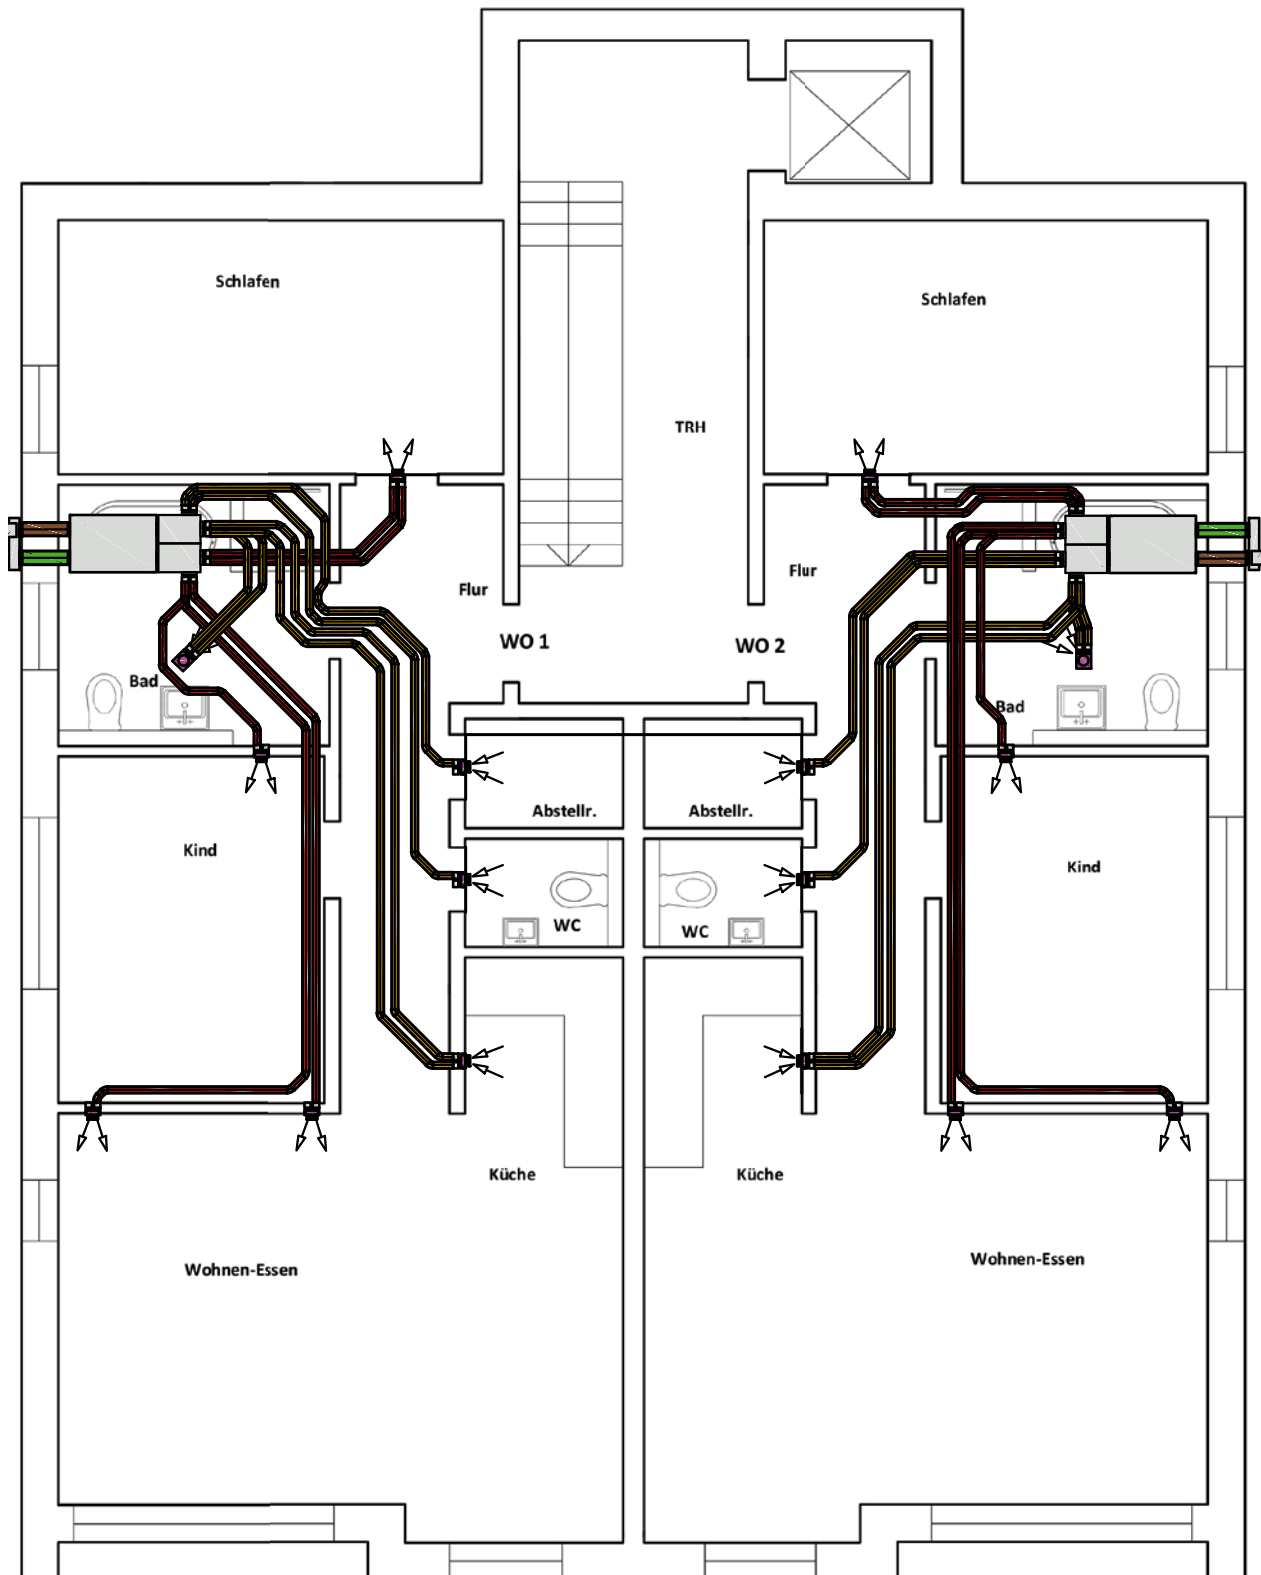 Schlafen
Schlafen
TRH
Flur
Flur
WO 1
WO 2
Bad
Bad
Abstellr.
Abstellr.
Kind
Kind
WC
WC
Küche
Küche
Wohnen-Essen
Wohnen-Essen